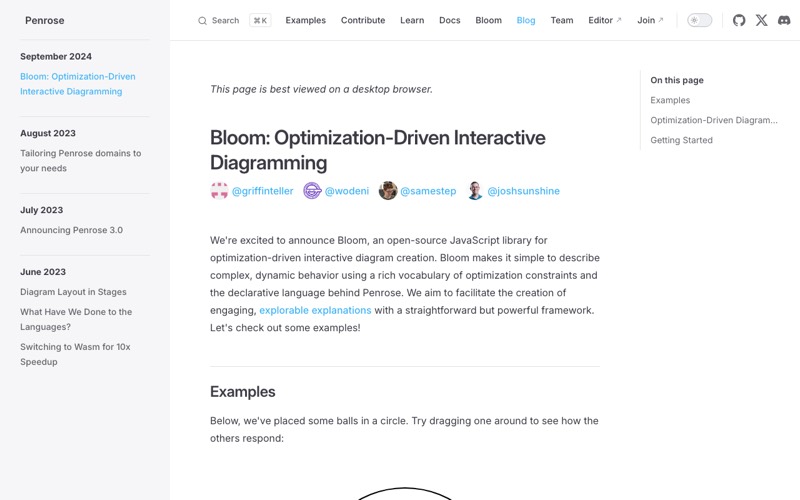 Penrose
Search
⌘K
Examples
Contribute
Learn
Docs
Bloom
Blog
Team
Editor
Join
September 2024
Bloom: Optimization-Driven
Interactive Diagramming
August 2023
Tailoring Penrose domains to
your needs
July 2023
Announcing Penrose 3.0
June 2023
Diagram Layout in Stages
What Have We Done to the
Languages?
Switching to Wasm for 10x
Speedup
This page is best viewed on a desktop browser.
Bloom: Optimization-Driven Interactive
Diagramming
@griffinteller @wodeni @samestep @joshsunshine
We're excited to announce Bloom, an open-source JavaScript library for
optimization-driven interactive diagram creation. Bloom makes it simple to describe
complex, dynamic behavior using a rich vocabulary of optimization constraints and
the declarative language behind Penrose. We aim to facilitate the creation of
engaging, explorable explanations with a straightforward but powerful framework.
Let's check out some examples!
Examples
Below, we've placed some balls in a circle. Try dragging one around to see how the
others respond:
On this page
Examples
Optimization-Driven Diagram...
Getting Started